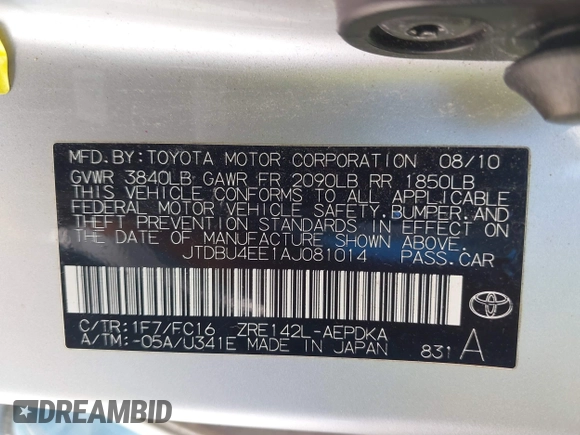 MFD.BY: TOYOTA MOTOR CORPORATION 08/10
GVWR 3840LB GAWR FR 2090LB RR 1850LB
THIS VEHICLE CONFORMS TO ALL APPLICABLE
FEDERAL MOTOR VEHICLE SAFETY, BUMPER, AND
THEFT PREVENTION STANDARDS IN EFFECT ON
THE DATE OF MANUFACTURE SHOWN ABOVE.
JTDBU4EE1AJ081014 PASS.CAR
C/TR: 1F7/FC16 ZRE142L-AEPDKA
A/TM: -05A/U341E MADE IN JAPAN 831 A
DREAMBID